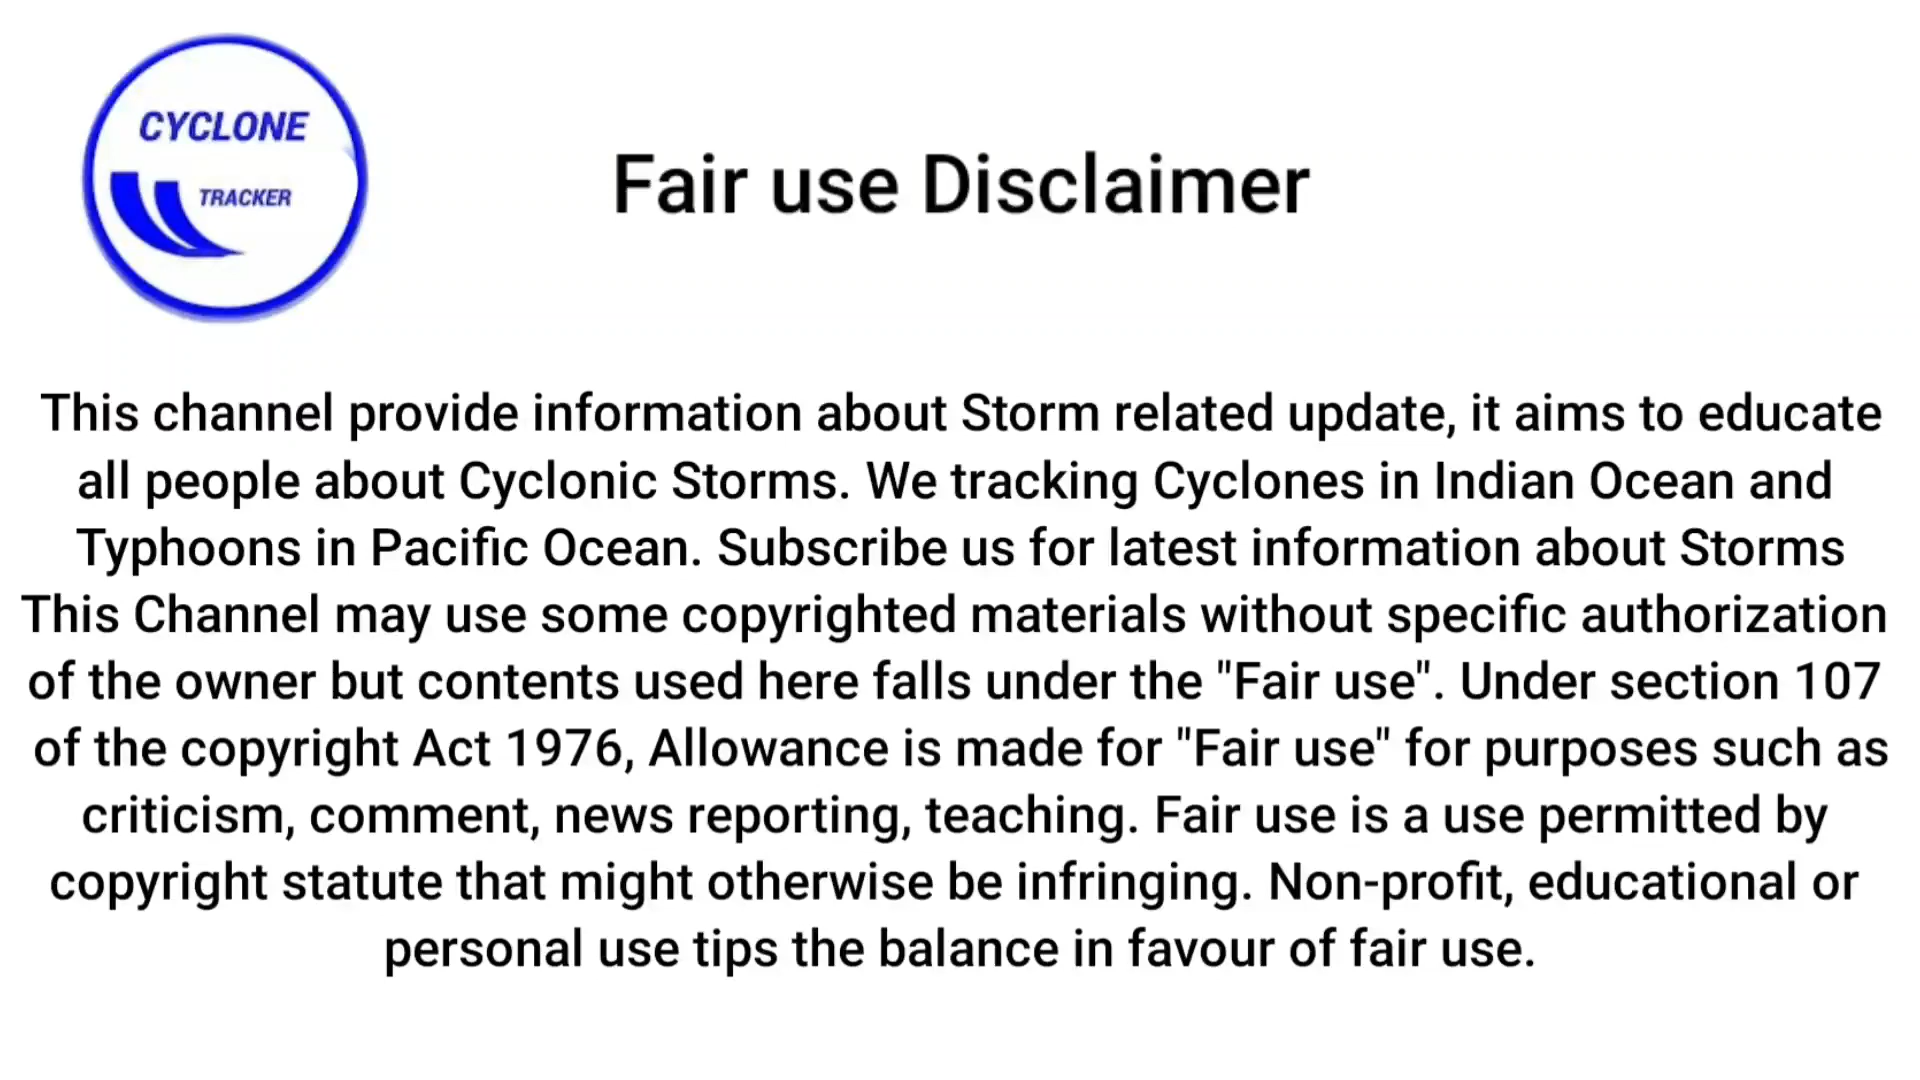 CYCLONE
TRACKER
Fair use Disclaimer
This channel provide information about Storm related update, it aims to educate
all people about Cyclonic Storms. We tracking Cyclones in Indian Ocean and
Typhoons in Pacific Ocean. Subscribe us for latest information about Storms
This Channel may use some copyrighted materials without specific authorization
of the owner but contents used here falls under the "Fair use". Under section 107
of the copyright Act 1976, Allowance is made for "Fair use" for purposes such as
criticism, comment, news reporting, teaching. Fair use is a use permitted by
copyright statute that might otherwise be infringing. Non-profit, educational or
personal use tips the balance in favour of fair use.